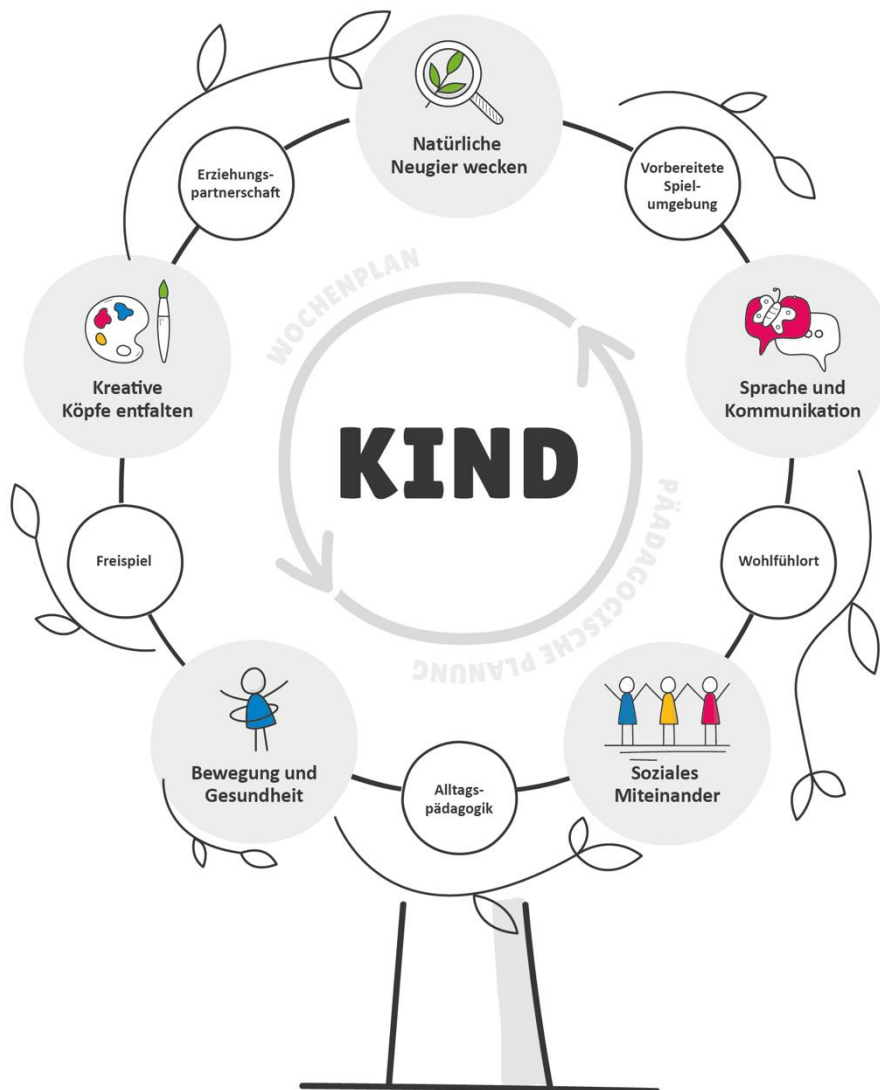 Natürliche
Neugier wecken
Erziehungs-
partnerschaft
Vorbereitete
Spiel-
umgebung
WOCHENPLAN
Kreative
Köpfe entfalten
KIND
Sprache und
Kommunikation
PÄADAGOGISCHE PLANUNG
Freispiel
Wohlfühlort
Bewegung und
Gesundheit
Alltags-
pädagogik
Soziales
Miteinander